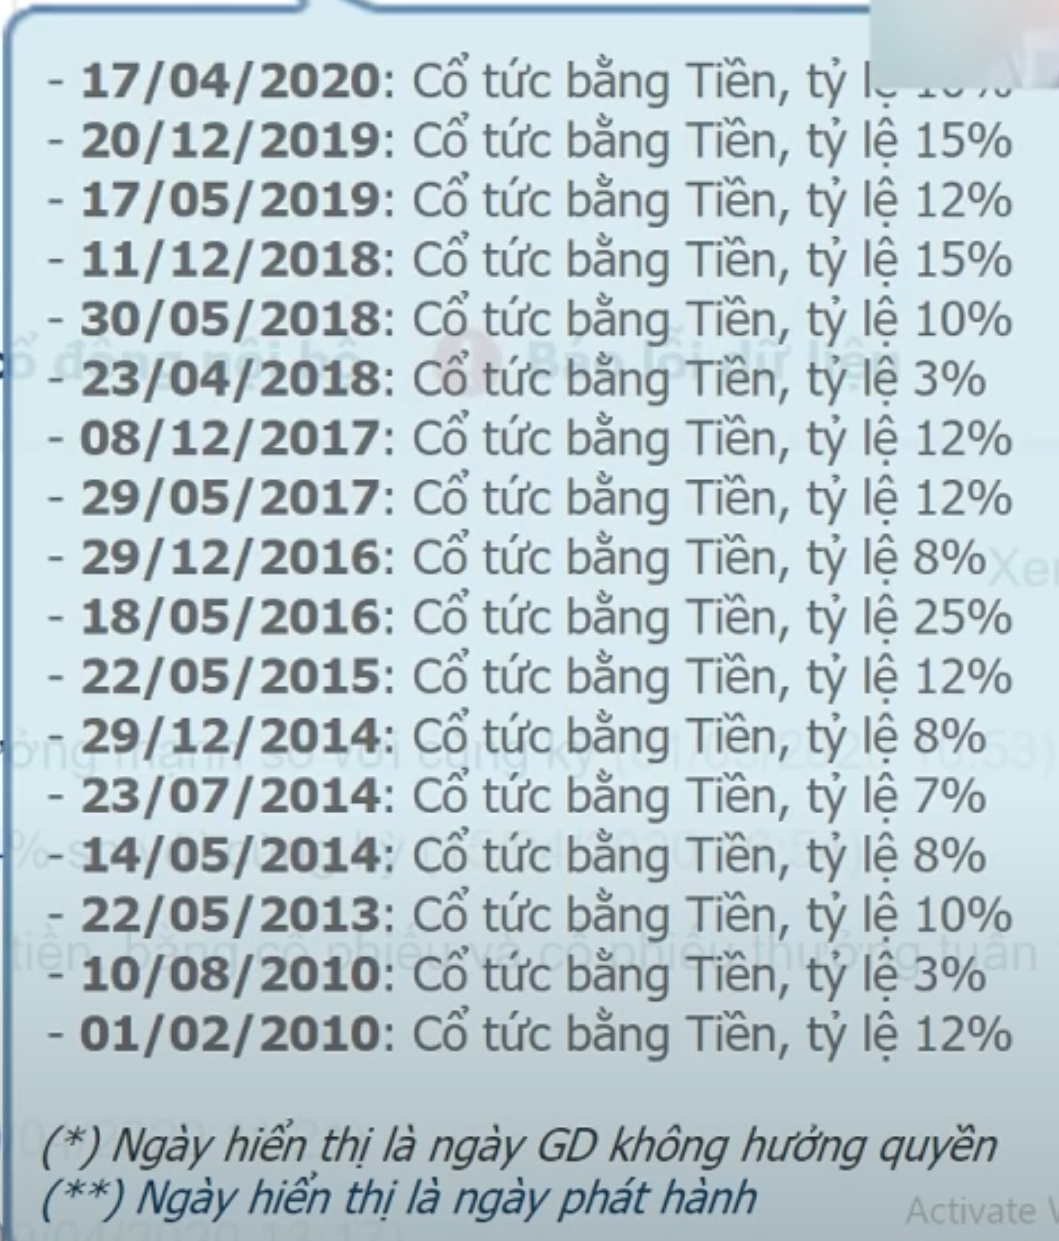 - 17/04/2020: Cổ tức bằng Tiền, tỷ lệ
- 20/12/2019: Cổ tức bằng Tiền, tỷ lệ 15%
- 17/05/2019: Cổ tức bằng Tiền, tỷ lệ 12%
- 11/12/2018: Cổ tức bằng Tiền, tỷ lệ 15%
- 30/05/2018: Cổ tức bằng Tiền, tỷ lệ 10%
- 23/04/2018: Cổ tức bằng Tiền, tỷ lệ 3%
- 08/12/2017: Cổ tức bằng Tiền, tỷ lệ 12%
- 29/05/2017: Cổ tức bằng Tiền, tỷ lệ 12%
- 29/12/2016: Cổ tức bằng Tiền, tỷ lệ 8%
- 18/05/2016: Cổ tức bằng Tiền, tỷ lệ 25%
- 22/05/2015: Cổ tức bằng Tiền, tỷ lệ 12%
- 29/12/2014: Cổ tức bằng Tiền, tỷ lệ 8%
- 23/07/2014: Cổ tức bằng Tiền, tỷ lệ 7%
- 14/05/2014: Cổ tức bằng Tiền, tỷ lệ 8%
- 22/05/2013: Cổ tức bằng Tiền, tỷ lệ 10%
- 10/08/2010: Cổ tức bằng Tiền, tỷ lệ 3%
- 01/02/2010: Cổ tức bằng Tiền, tỷ lệ 12%
(*) Ngày hiển thị là ngày GD không hưởng quyền
(**) Ngày hiển thị là ngày phát hành
Activate